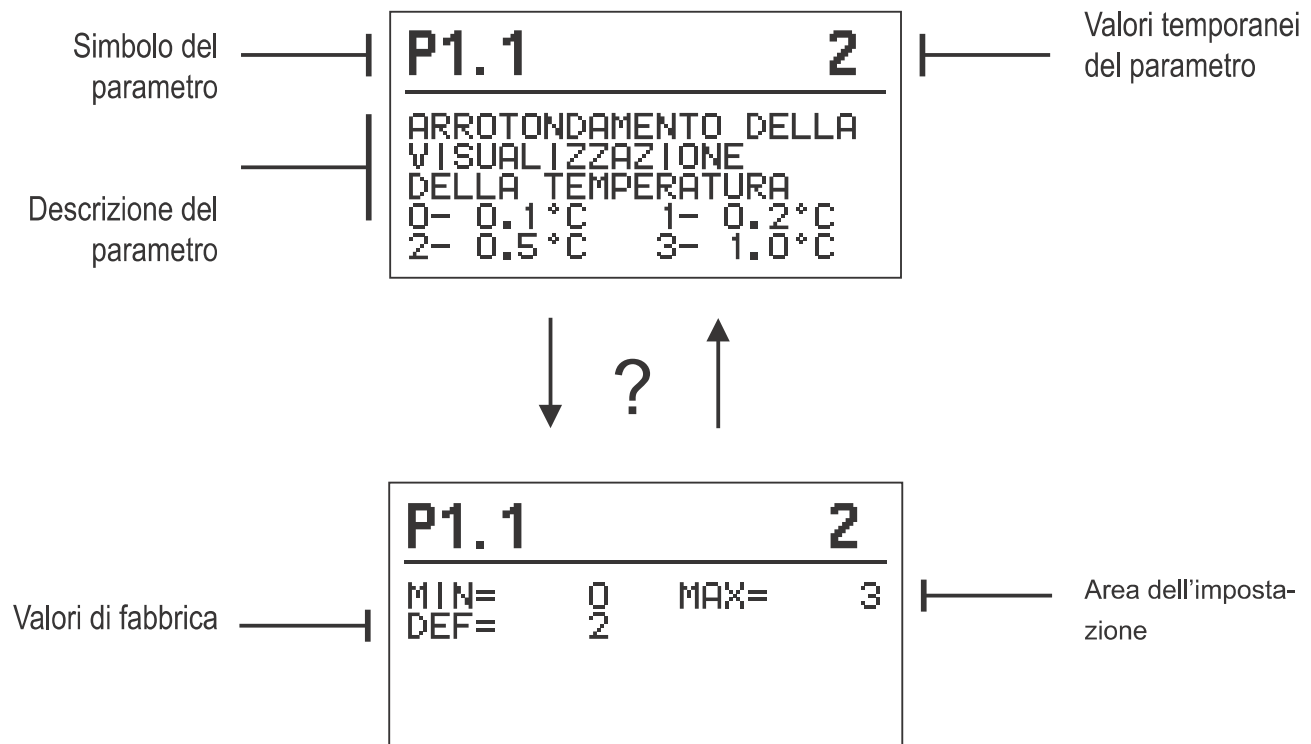 Simbolo del
parametro
P1.1 2
Valori temporanei
del parametro
Descrizione del
parametro
ARROTONDAMENTO DELLA
VISUALIZZAZIONE
DELLA TEMPERATURA
0- 0.1°C 1- 0.2°C
2- 0.5°C 3- 1.0°C
?
P1.1 2
Valori di fabbrica
MIN= 0 MAX= 3
DEF= 2
Area dell'imposta-
zione